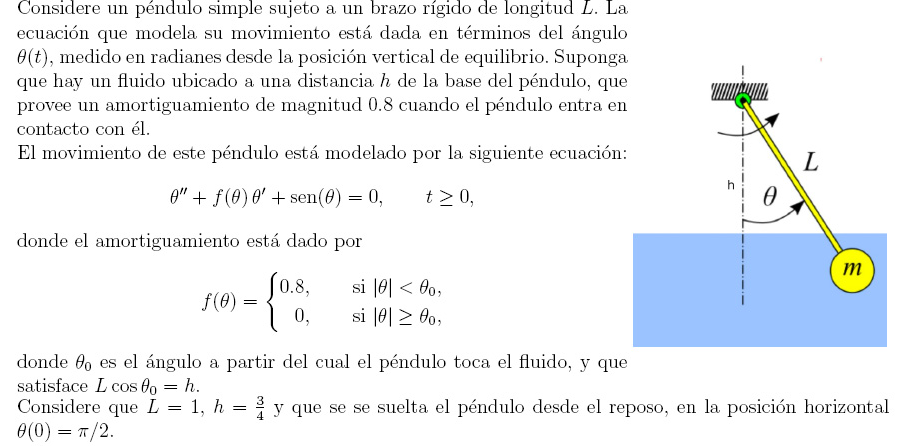 Considere un péndulo simple sujeto a un brazo rígido de longitud L. La
ecuación que modela su movimiento está dada en términos del ángulo
θ(t), medido en radianes desde la posición vertical de equilibrio. Suponga
que hay un fluido ubicado a una distancia h de la base del péndulo, que
provee un amortiguamiento de magnitud 0.8 cuando el péndulo entra en
contacto con él.
El movimiento de este péndulo está modelado por la siguiente ecuación:
θ′′ + f(θ) θ′ + sen(θ) = 0, t ≥ 0,
donde el amortiguamiento está dado por
f(θ) = { 0.8, si |θ| < θ₀,
0, si |θ| ≥ θ₀,
donde θ₀ es el ángulo a partir del cual el péndulo toca el fluido, y que
satisface L cos θ₀ = h.
Considere que L = 1, h = 3/4 y que se se suelta el péndulo desde el reposo, en la posición horizontal
θ(0) = π/2.
L
h
θ
m